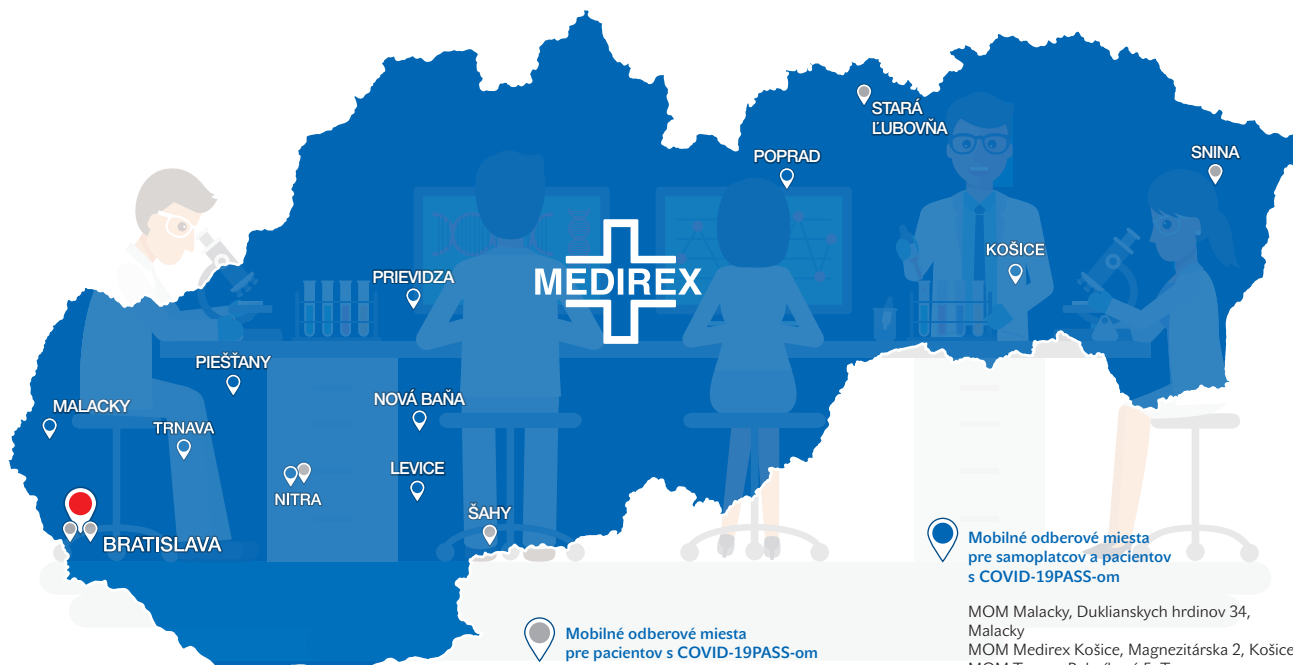 STARÁ
ĽUBOVŇA
POPRAD
SNINA
KOŠICE
PRIEVIDZA
MEDIREX
PIEŠŤANY
MALACKY
NOVÁ BAŇA
TRNAVA
LEVICE
NITRA
ŠAHY
BRATISLAVA
Mobilné odberové miesta
pre samoplatcov a pacientov
s COVID-19PASS-om
MOM Malacky, Duklianskych hrdinov 34,
Malacky
MOM Medirex Košice, Magnezitárska 2, Košice
Mobilné odberové miesta
pre pacientov s COVID-19PASS-om